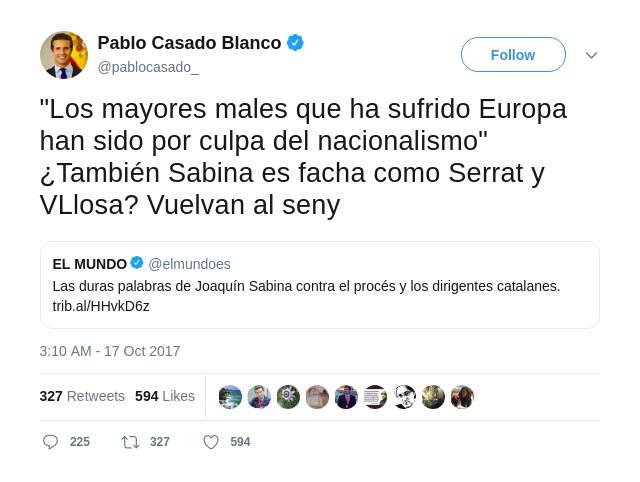 Pablo Casado Blanco
@pablocasado_
Follow
"Los mayores males que ha sufrido Europa
han sido por culpa del nacionalismo"
¿También Sabina es facha como Serrat y
VLlosa? Vuelvan al seny
EL MUNDO @elmundoes
Las duras palabras de Joaquín Sabina contra el procés y los dirigentes catalanes.
trib.al/HHvkD6z
3:10 AM - 17 Oct 2017
327 Retweets 594 Likes
225 327 594